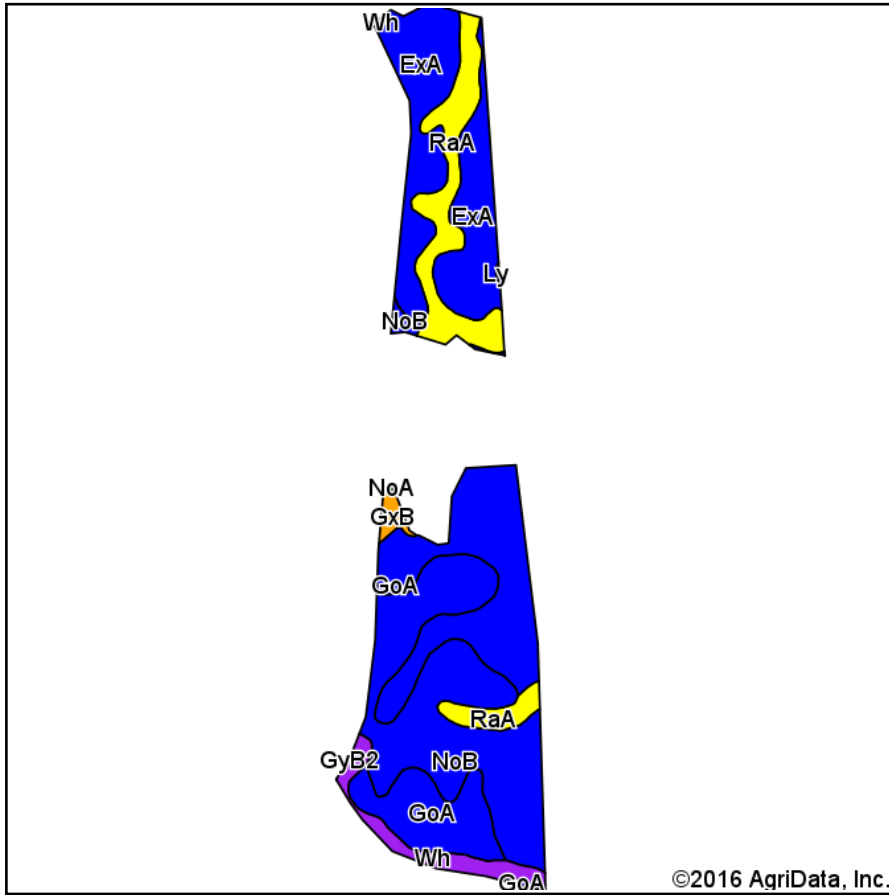 Wh
ExA
RaA
ExA
Ly
NoB
NoA
GxB
GoA
RaA
GyB2
NoB
GoA
Wh
GoA
©2016 AgriData, Inc.